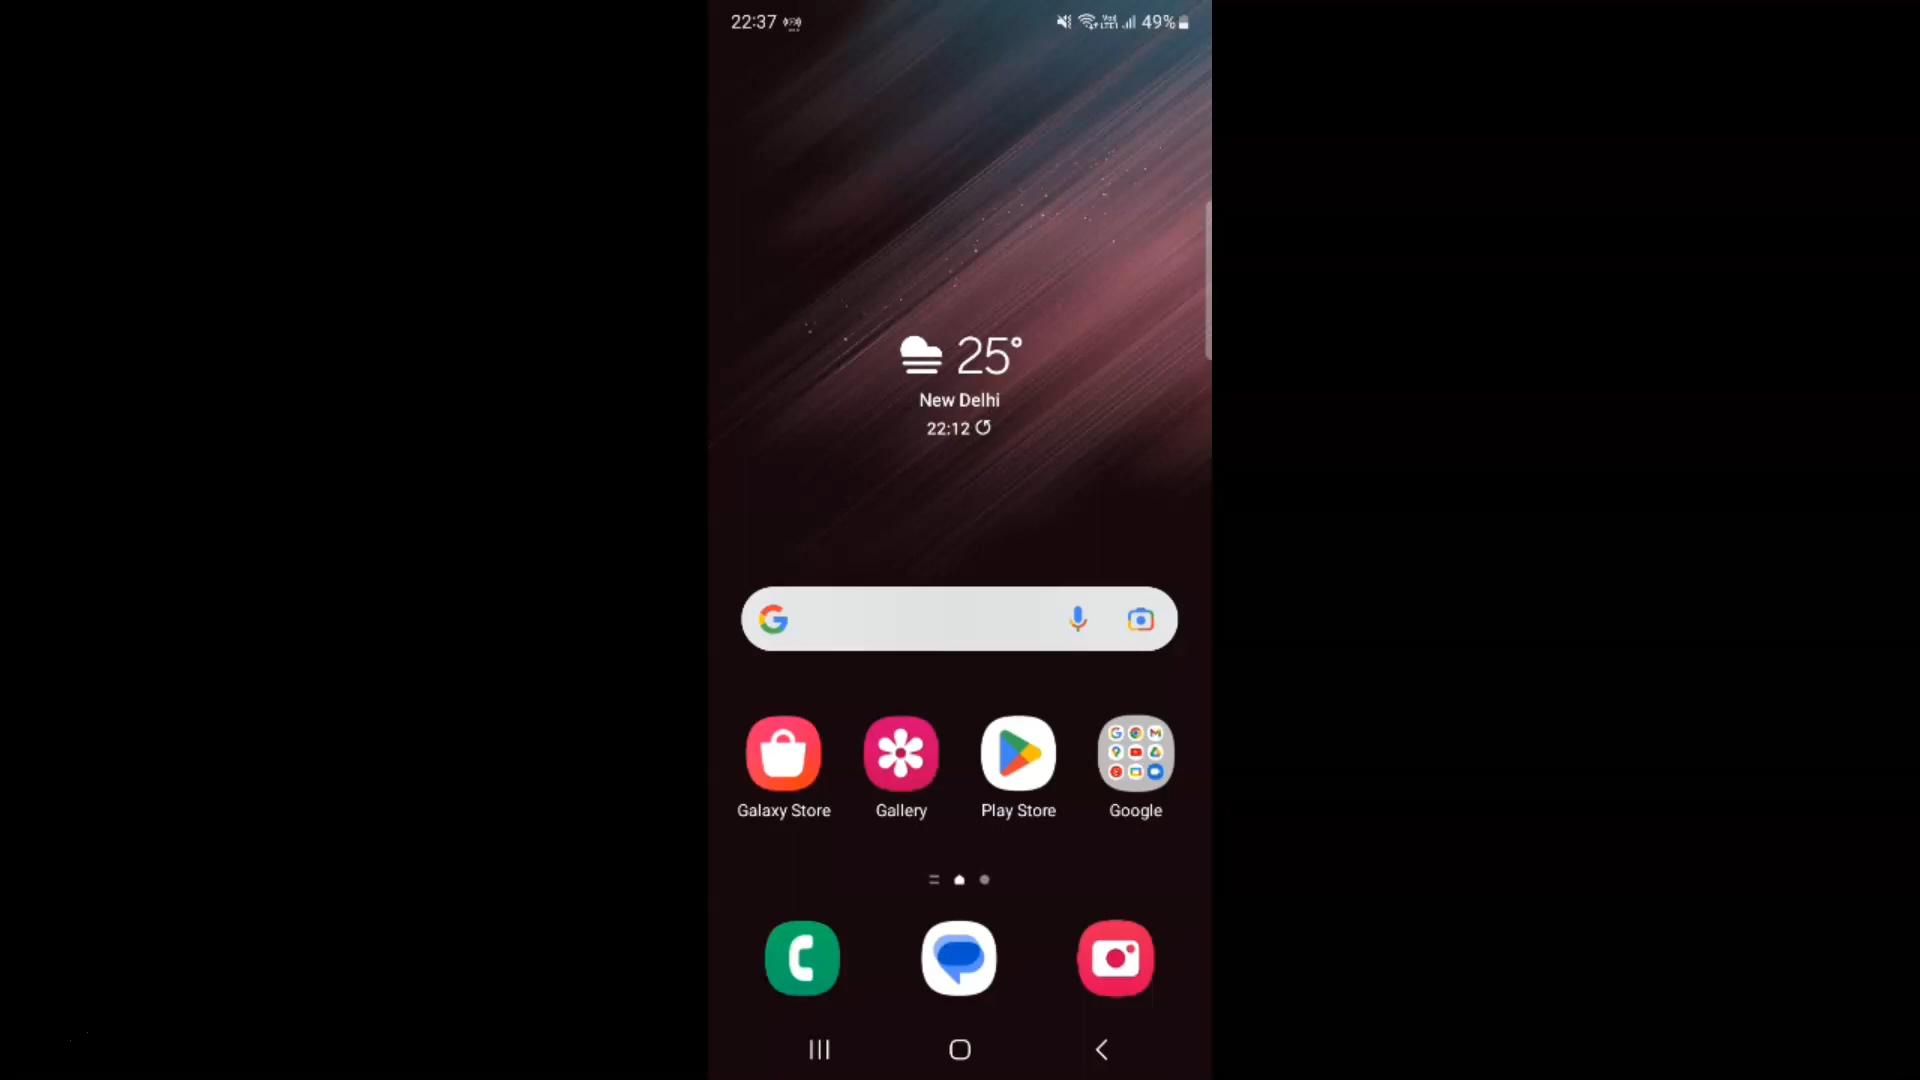 22:37
49%
25°
New Delhi
22:12
Galaxy Store
Gallery
Play Store
Google